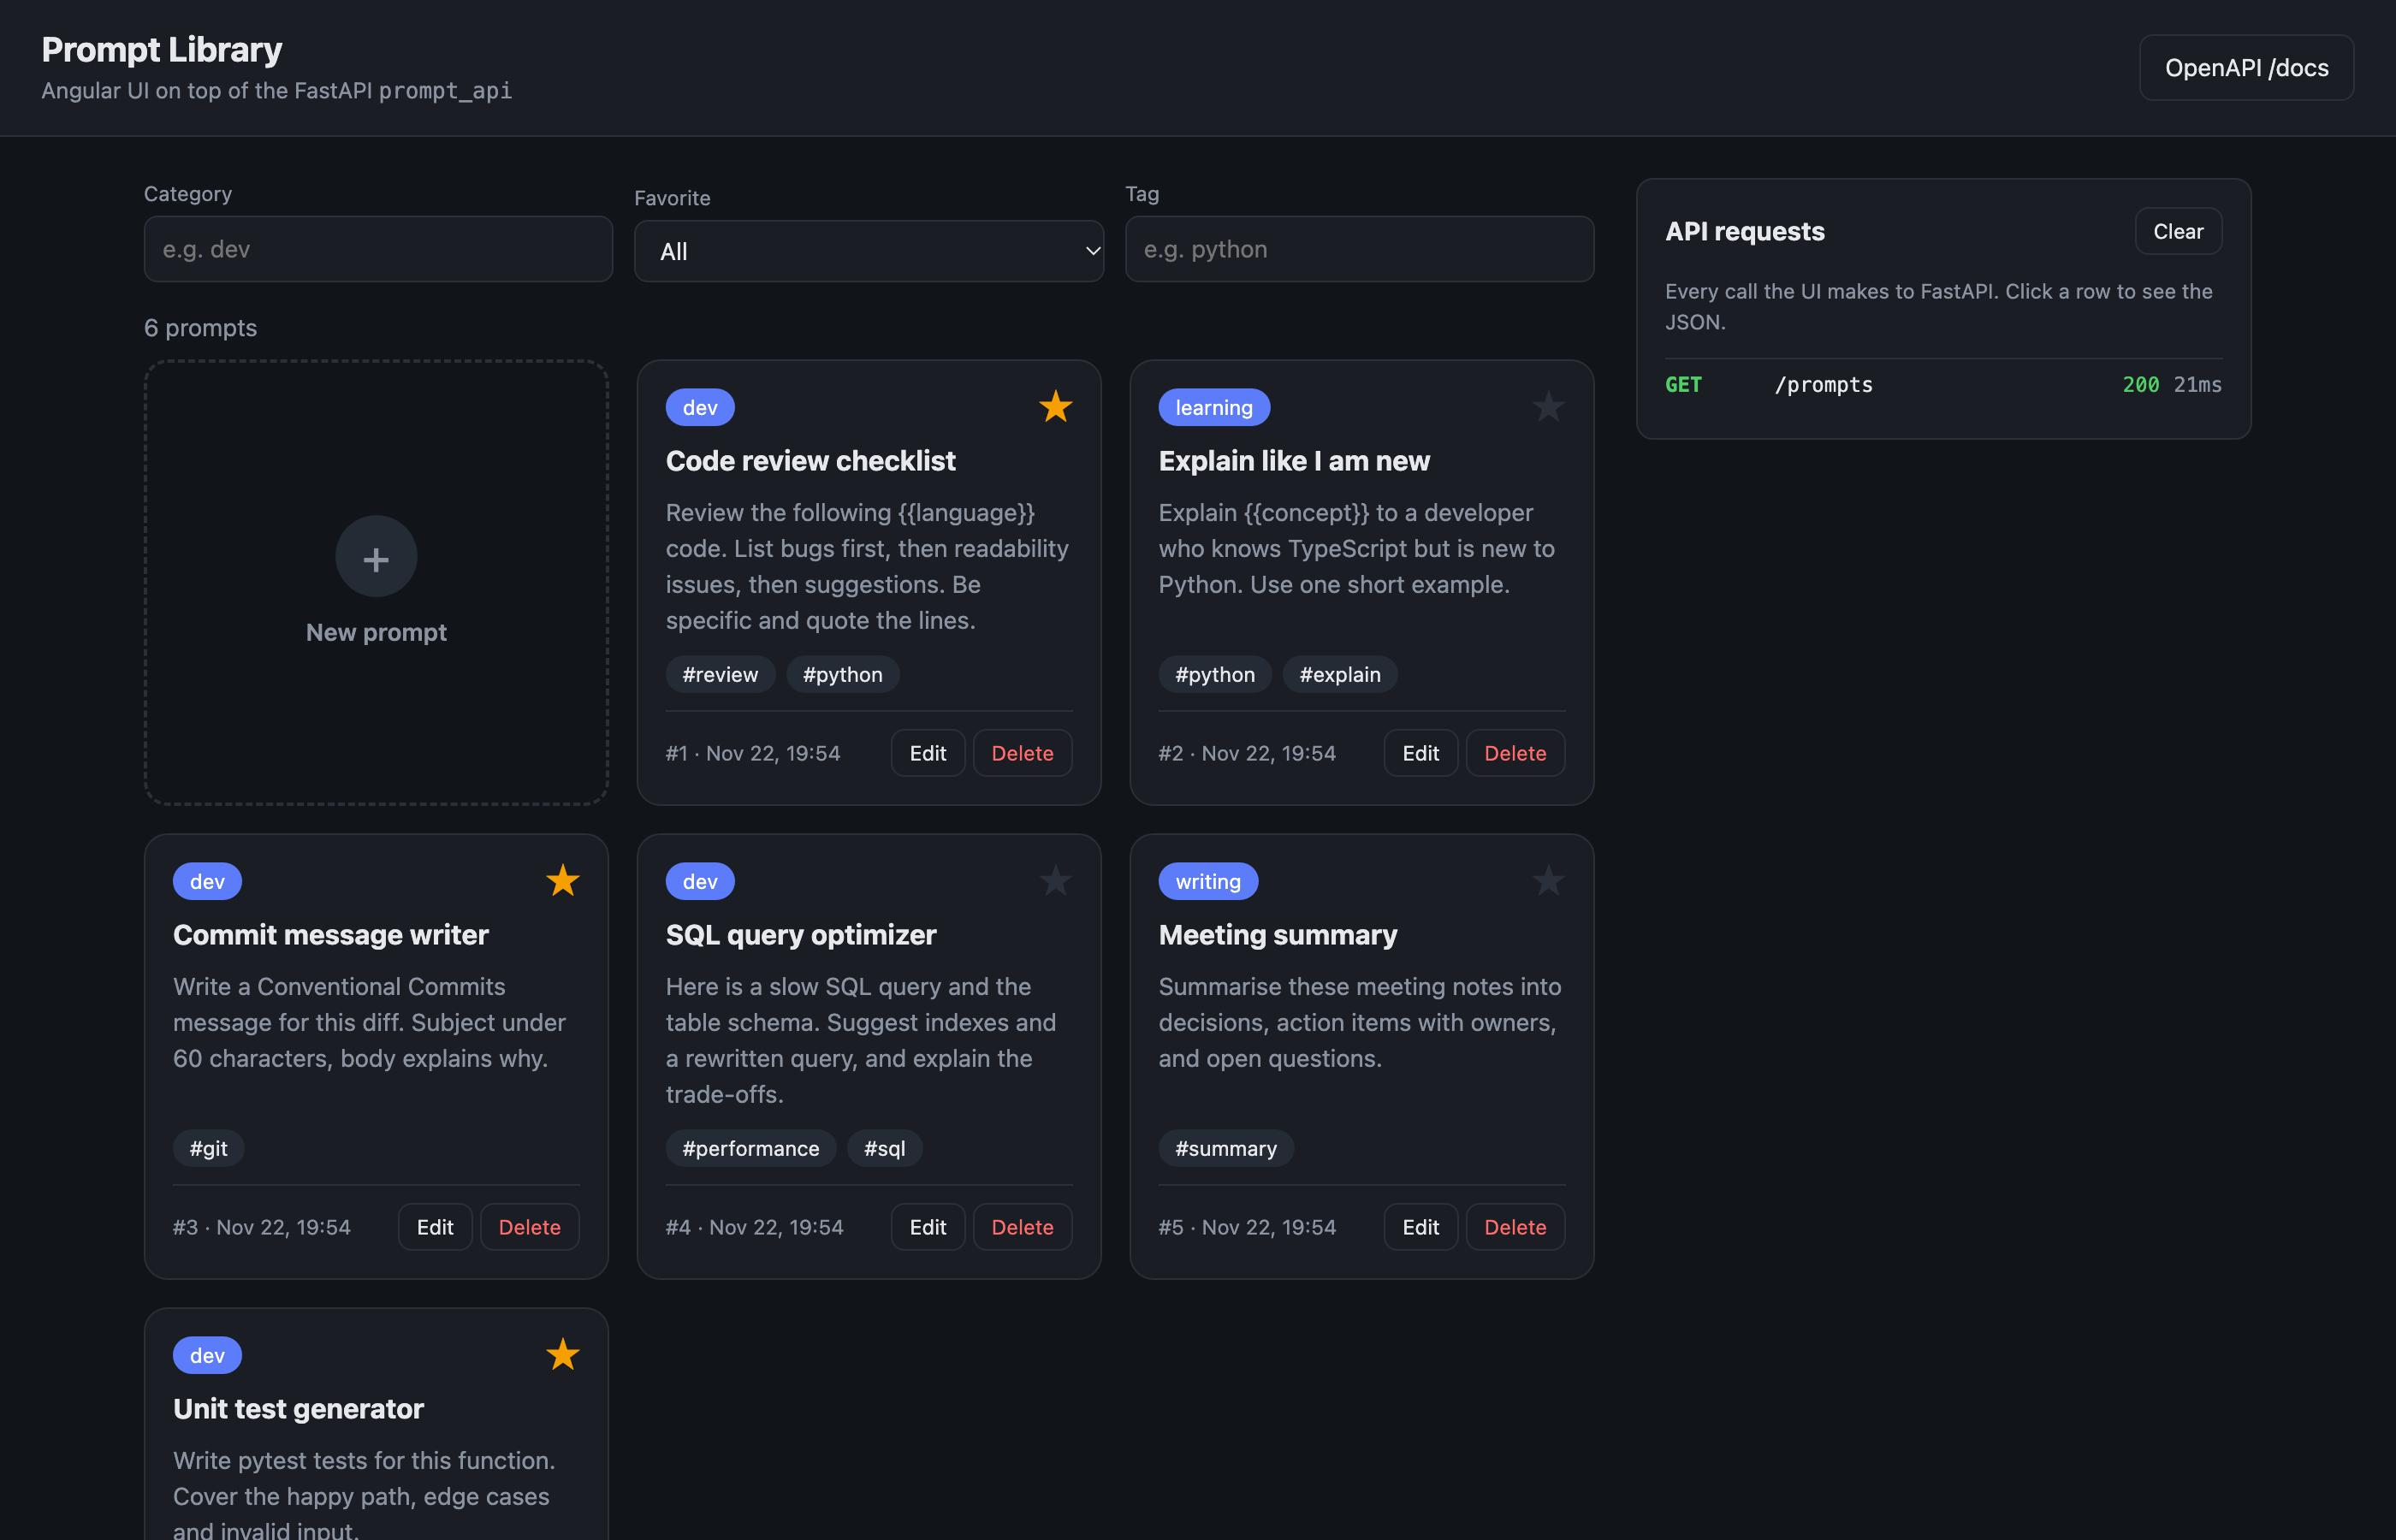 Prompt Library
Angular UI on top of the FastAPI prompt_api
OpenAPI /docs
Category
e.g. dev
Favorite
All
Tag
e.g. python
6 prompts
+
New prompt
dev
Code review checklist
Review the following {{language}}
code. List bugs first, then readability
issues, then suggestions. Be
specific and quote the lines.
#review #python
#1 · Nov 22, 19:54 Edit Delete
learning
Explain like I am new
Explain {{concept}} to a developer
who knows TypeScript but is new to
Python. Use one short example.
#python #explain
#2 · Nov 22, 19:54 Edit Delete
dev
Commit message writer
Write a Conventional Commits
message for this diff. Subject under
60 characters, body explains why.
#git
#3 · Nov 22, 19:54 Edit Delete
dev
SQL query optimizer
Here is a slow SQL query and the
table schema. Suggest indexes and
a rewritten query, and explain the
trade-offs.
#performance #sql
#4 · Nov 22, 19:54 Edit Delete
writing
Meeting summary
Summarise these meeting notes into
decisions, action items with owners,
and open questions.
#summary
#5 · Nov 22, 19:54 Edit Delete
dev
Unit test generator
Write pytest tests for this function.
Cover the happy path, edge cases
and invalid input.
API requests
Clear
Every call the UI makes to FastAPI. Click a row to see the
JSON.
GET /prompts 200 21ms